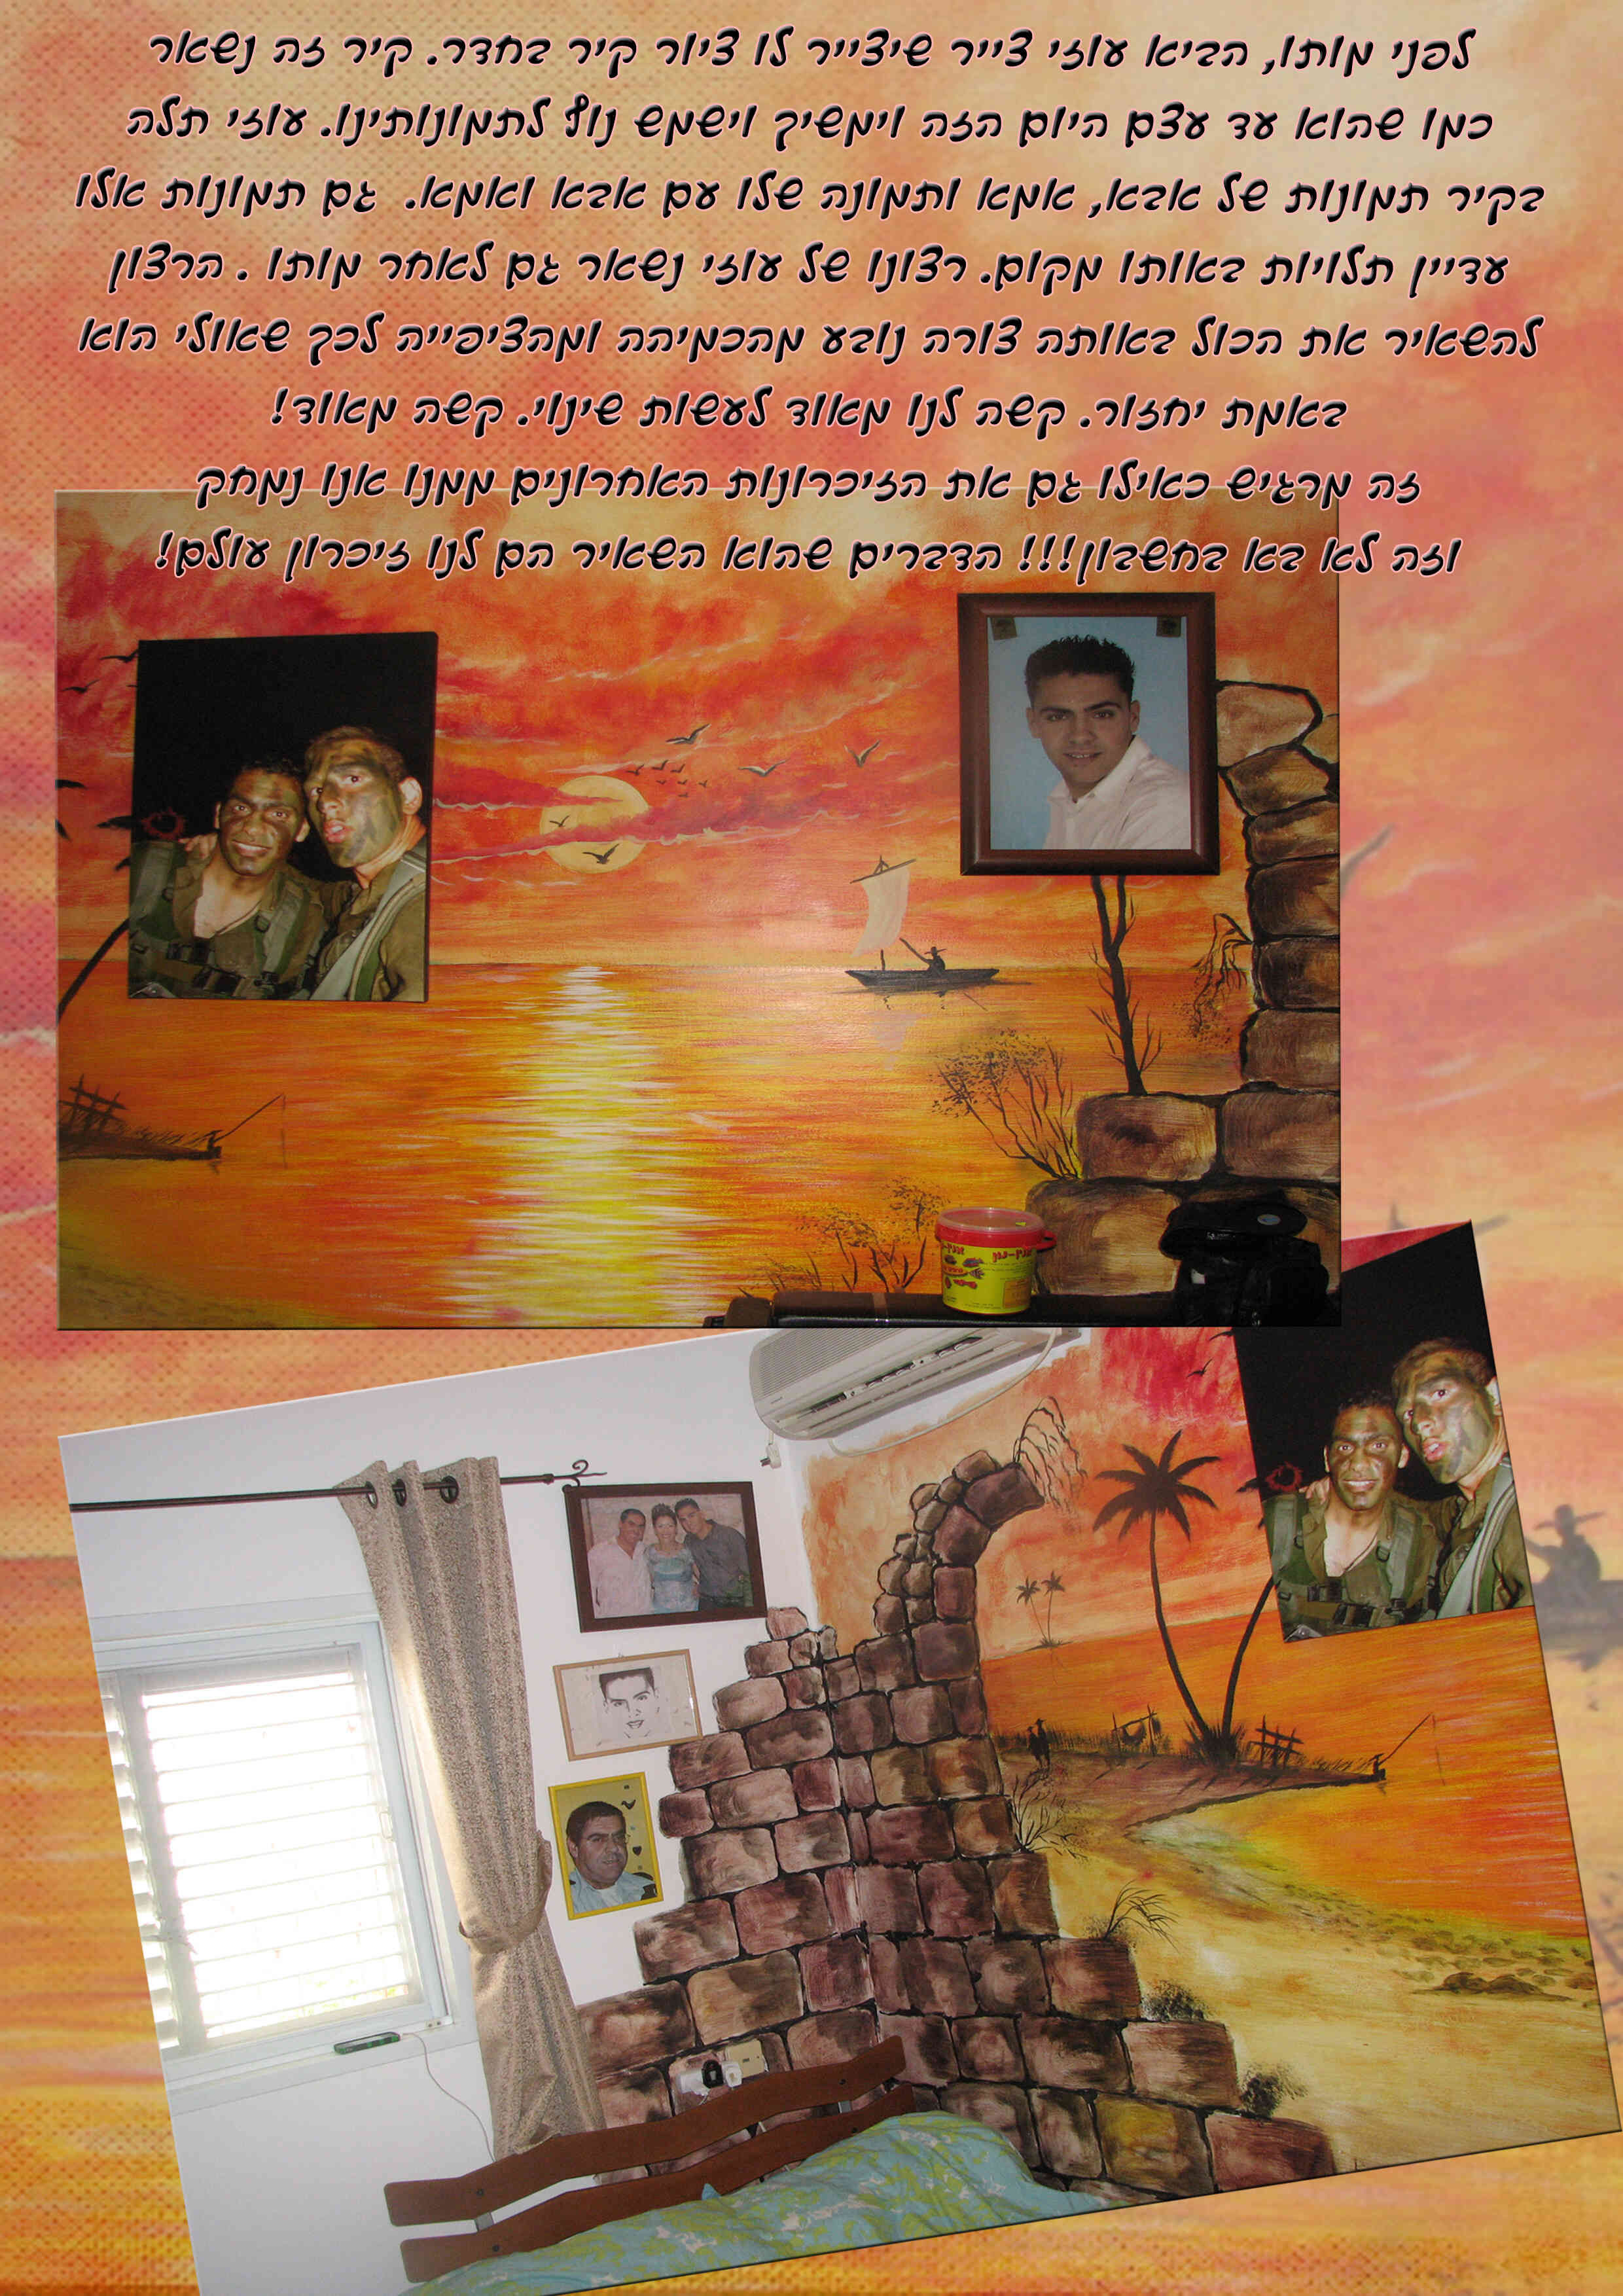 לפני מותו, הביא עוזי צייר שיצייר לו ציור קיר בחדר. קיר זה נשאר
כמו שהוא עד עצם היום הזה וימשיך וישמש נוף לתמונותינו. עוזי תלה
בקיר תמונות של אבא, אמא ותמונה שלו עם אבא ואמא. גם תמונות אלו
עדיין תלויות באותו מקום. רצונו של עוזי נשאר גם לאחר מותו . הרצון
להשאיר את הכול באותה צורה נובע מהכמיהה ומהציפייה לכך שאולי הוא
באמת יחזור. קשה לנו מאוד לעשות שינוי. קשה מאוד!
זה מרגיש כאילו גם את הזיכרונות האחרונים ממנו אנו נמחק
וזה לא בא בחשבון!!! הדברים שהוא השאיר הם לנו זיכרון עולם!